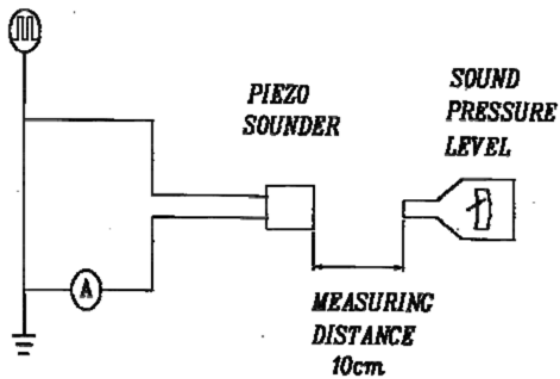 PIEZO
SOUNDER
SOUND
PRESSURE
LEVEL
A
MEASURING
DISTANCE
10cm